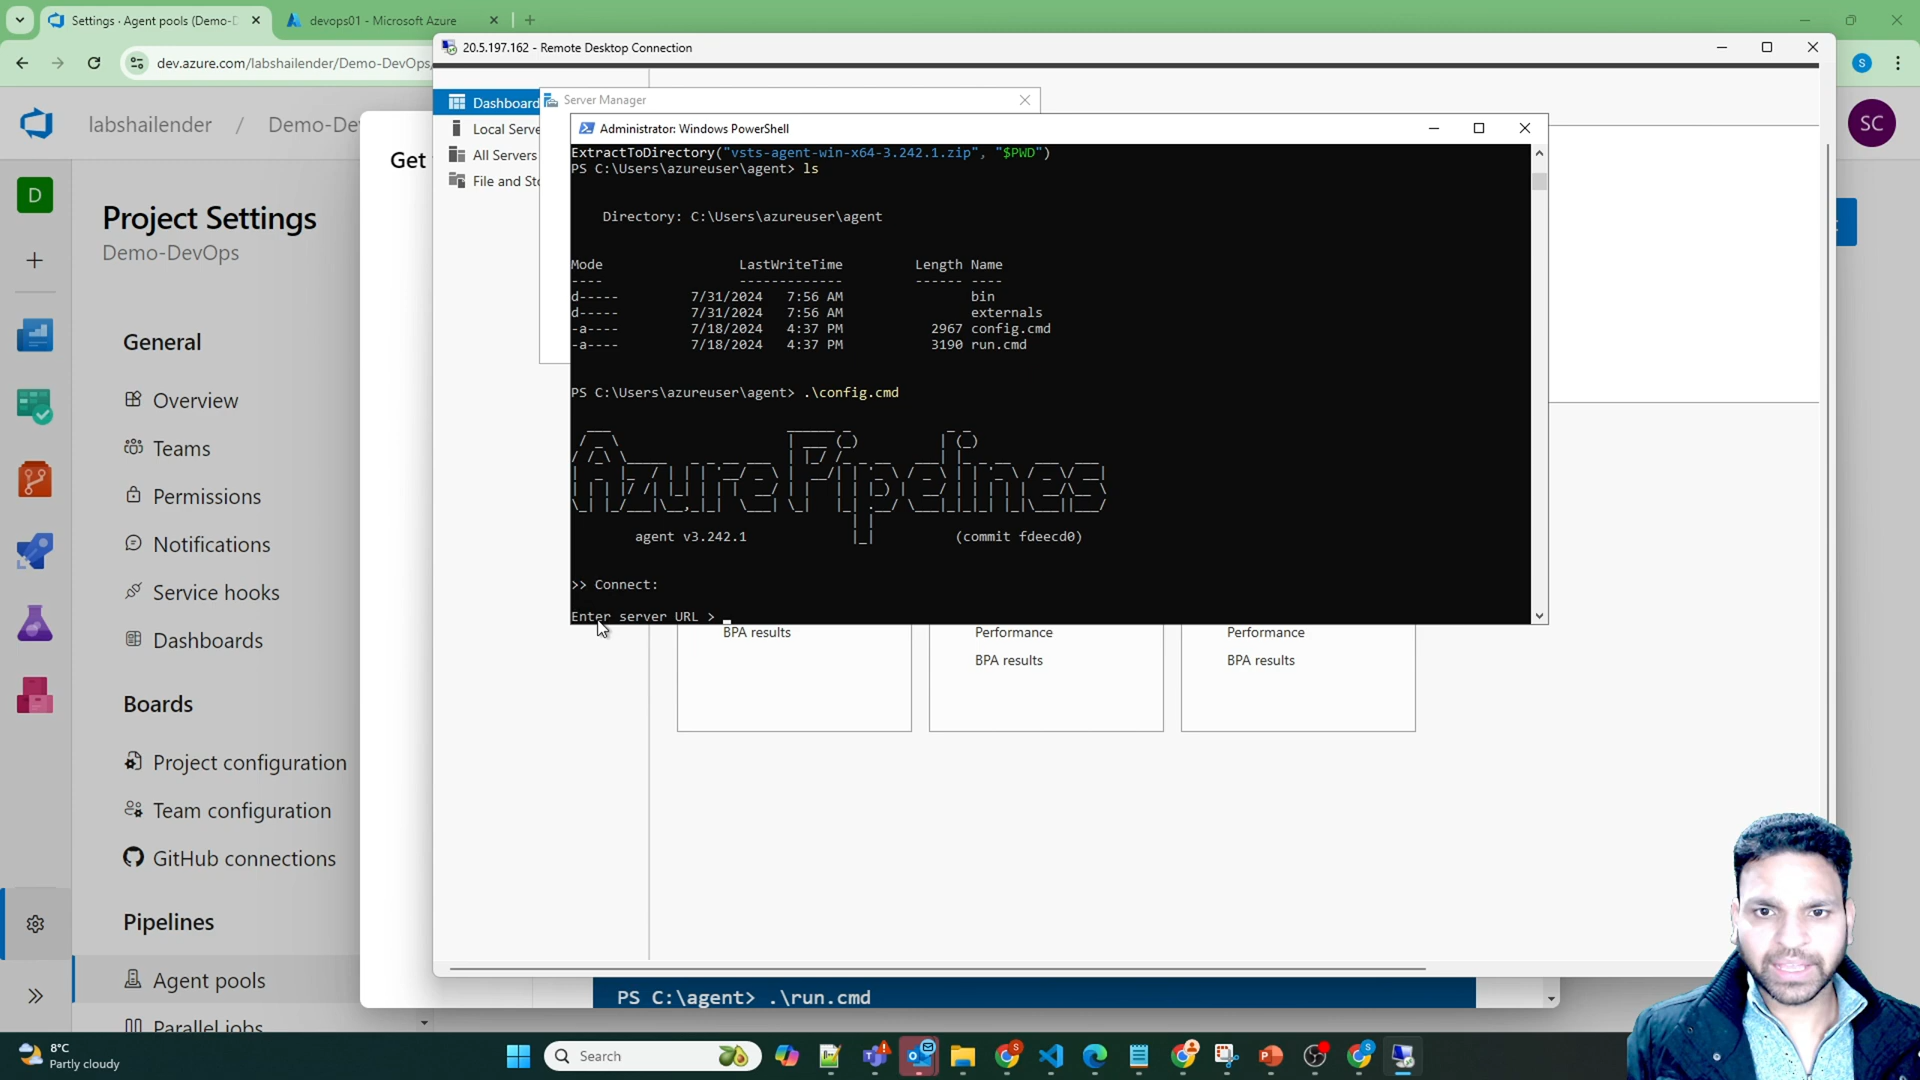 Settings · Agent pools (Demo-D
devops01 - Microsoft Azure
dev.azure.com/labshailender/Demo-DevOps
S
labshailender / Demo-De
SC
D
Project Settings
Demo-DevOps
General
Overview
Teams
Permissions
Notifications
Service hooks
Dashboards
Boards
Project configuration
Team configuration
GitHub connections
Pipelines
Agent pools
Parallel jobs
Get
20.5.197.162 - Remote Desktop Connection
Dashboard
Local Serve
All Servers
File and Sto
Server Manager
Administrator: Windows PowerShell
ExtractToDirectory("vsts-agent-win-x64-3.242.1.zip", "$PWD")
PS C:\Users\azureuser\agent> ls
Directory: C:\Users\azureuser\agent
Mode LastWriteTime Length Name
---- ------------- ------ ----
d----- 7/31/2024 7:56 AM bin
d----- 7/31/2024 7:56 AM externals
-a---- 7/18/2024 4:37 PM 2967 config.cmd
-a---- 7/18/2024 4:37 PM 3190 run.cmd
PS C:\Users\azureuser\agent> .\config.cmd
AzurePipelines
agent v3.242.1 (commit fdeecd0)
>> Connect:
Enter server URL >
BPA results
Performance
BPA results
Performance
BPA results
PS C:\agent> .\run.cmd
8°C
Partly cloudy
Search